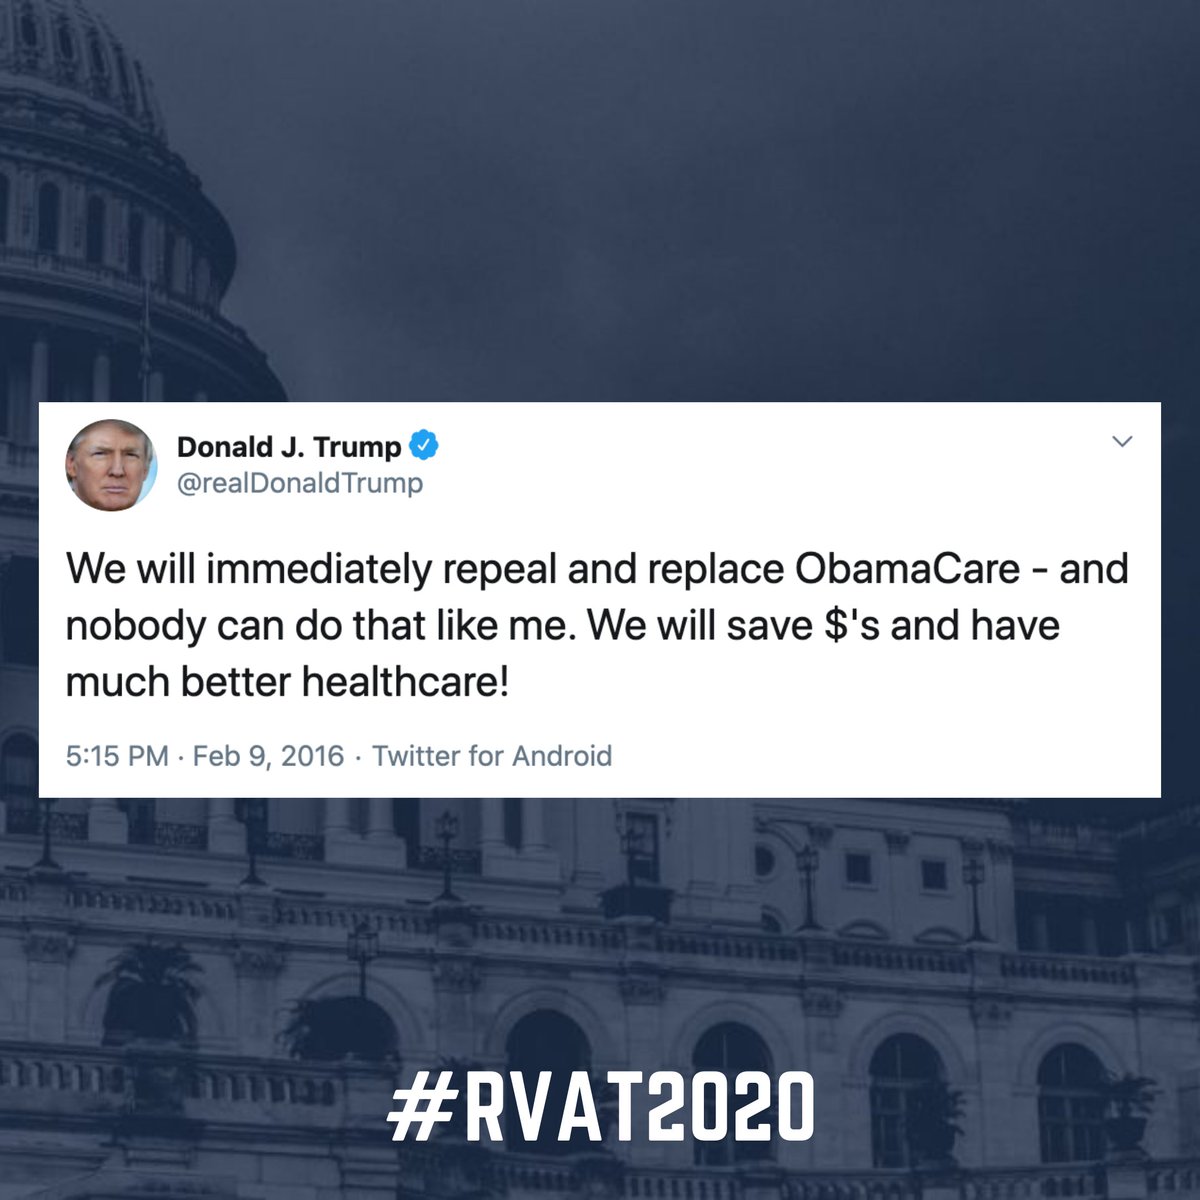 Donald J. Trump
@realDonaldTrump
We will immediately repeal and replace ObamaCare - and
nobody can do that like me. We will save $'s and have
much better healthcare!
5:15 PM · Feb 9, 2016 · Twitter for Android
#RVAT2020